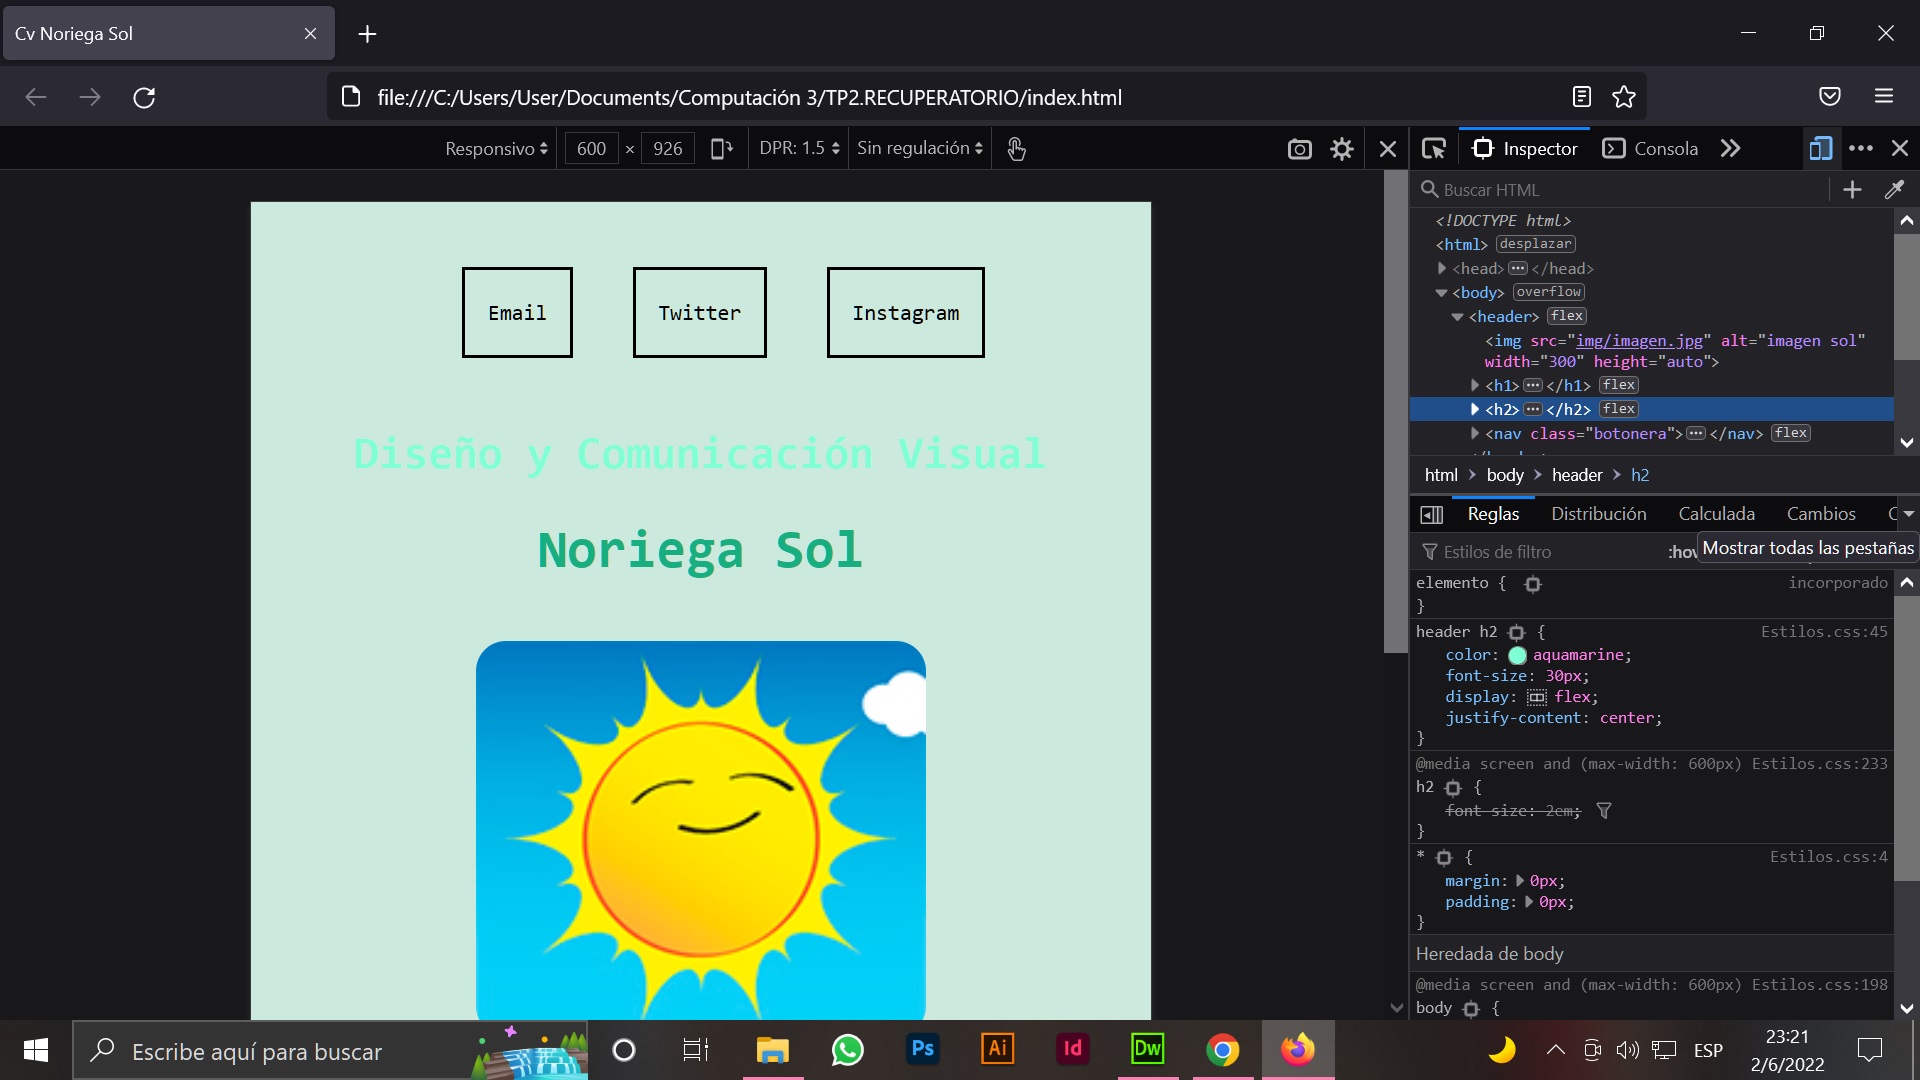 Cv Noriega Sol
file:///C:/Users/User/Documents/Computación 3/TP2.RECUPERATORIO/index.html
Responsivo 600 × 926 DPR: 1.5 Sin regulación
Inspector Consola
Buscar HTML
<!DOCTYPE html>
<html> desplazar
<head> </head>
<body> overflow
<header> flex
<img src="img/imagen.jpg" alt="imagen sol"
width="300" height="auto">
<h1> </h1> flex
<h2> </h2> flex
<nav class="botonera"> </nav> flex
html > body > header > h2
Reglas Distribución Calculada Cambios
Estilos de filtro :hov
Mostrar todas las pestañas
elemento { incorporado
}
header h2 { Estilos.css:45
color: aquamarine;
font-size: 30px;
display: flex;
justify-content: center;
}
@media screen and (max-width: 600px) Estilos.css:233
h2 {
font-size: 2em;
}
* { Estilos.css:4
margin: 0px;
padding: 0px;
}
Heredada de body
@media screen and (max-width: 600px) Estilos.css:198
body {
Email
Twitter
Instagram
Diseño y Comunicación Visual
Noriega Sol
Escribe aquí para buscar
Ps
Ai
Id
Dw
ESP
23:21
2/6/2022